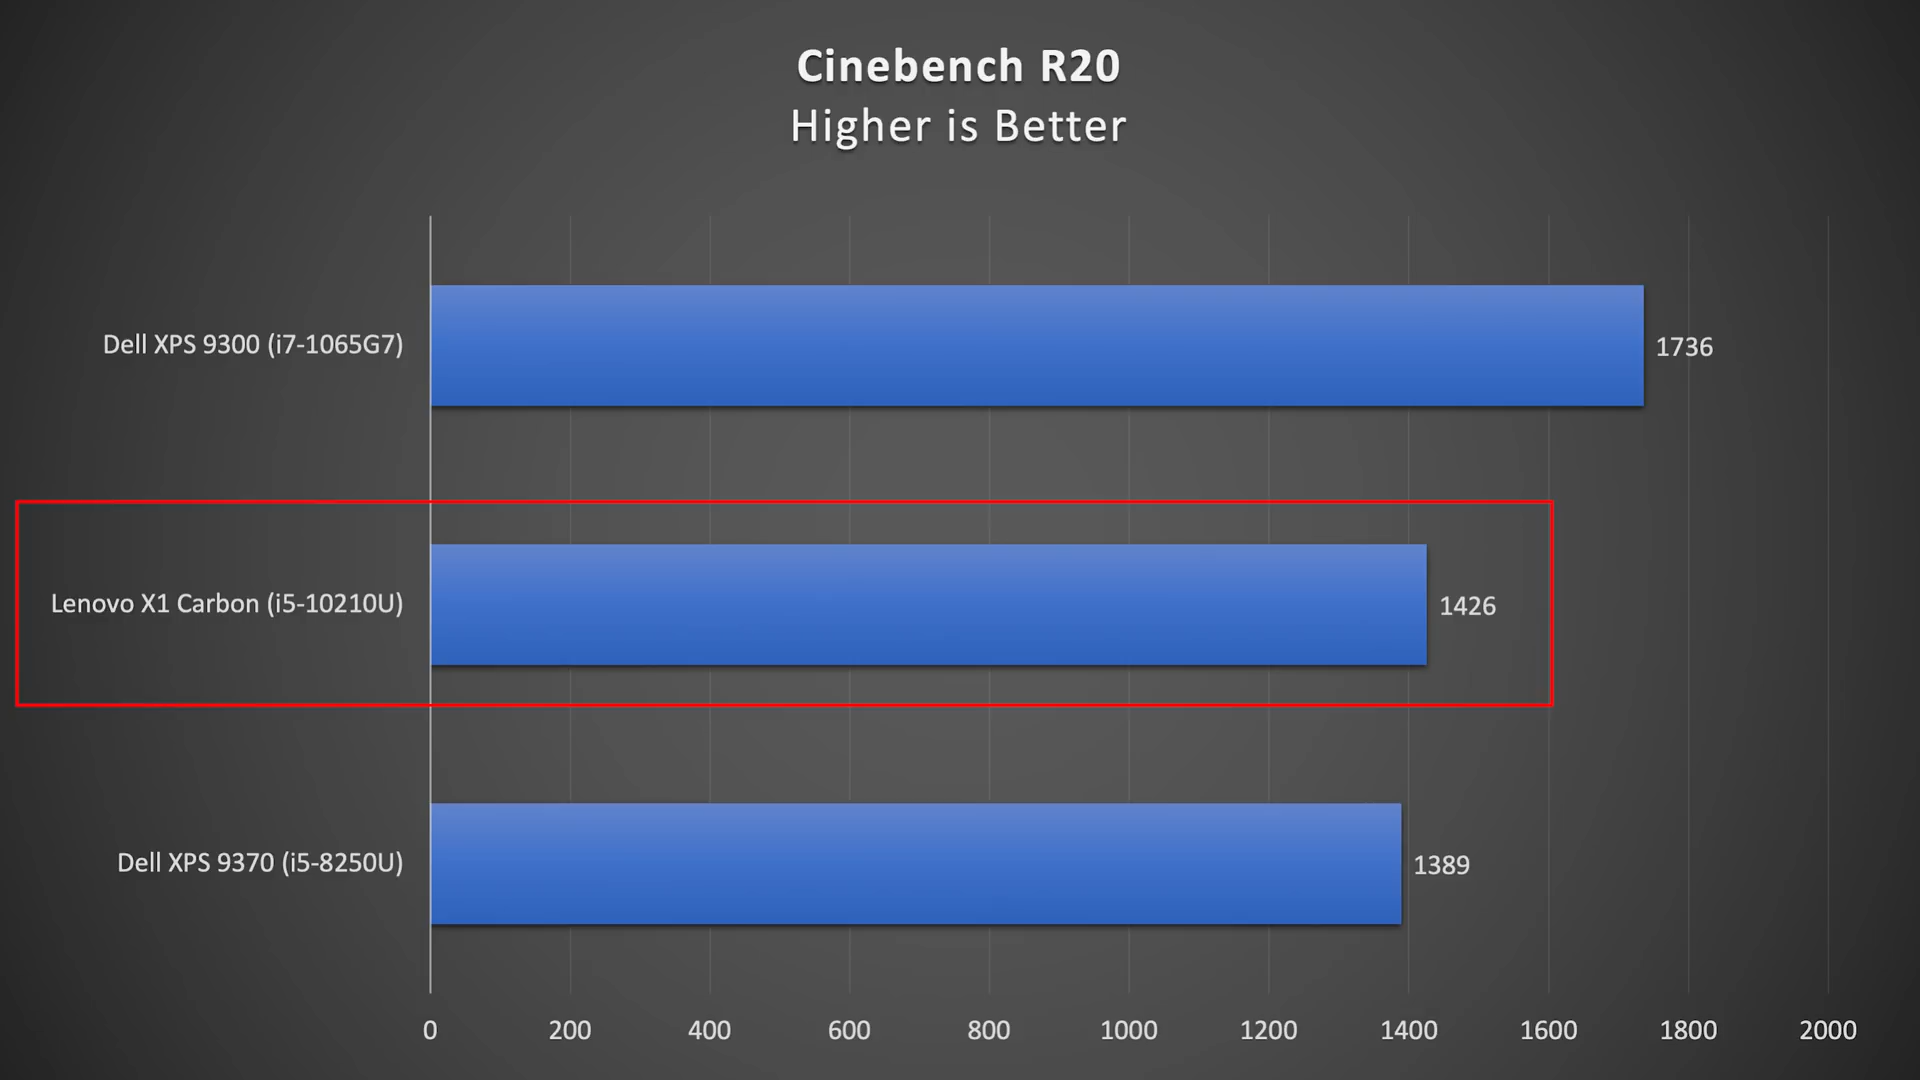 Cinebench R20
Higher is Better
Dell XPS 9300 (i7-1065G7)
1736
Lenovo X1 Carbon (i5-10210U)
1426
Dell XPS 9370 (i5-8250U)
1389
0 200 400 600 800 1000 1200 1400 1600 1800 2000